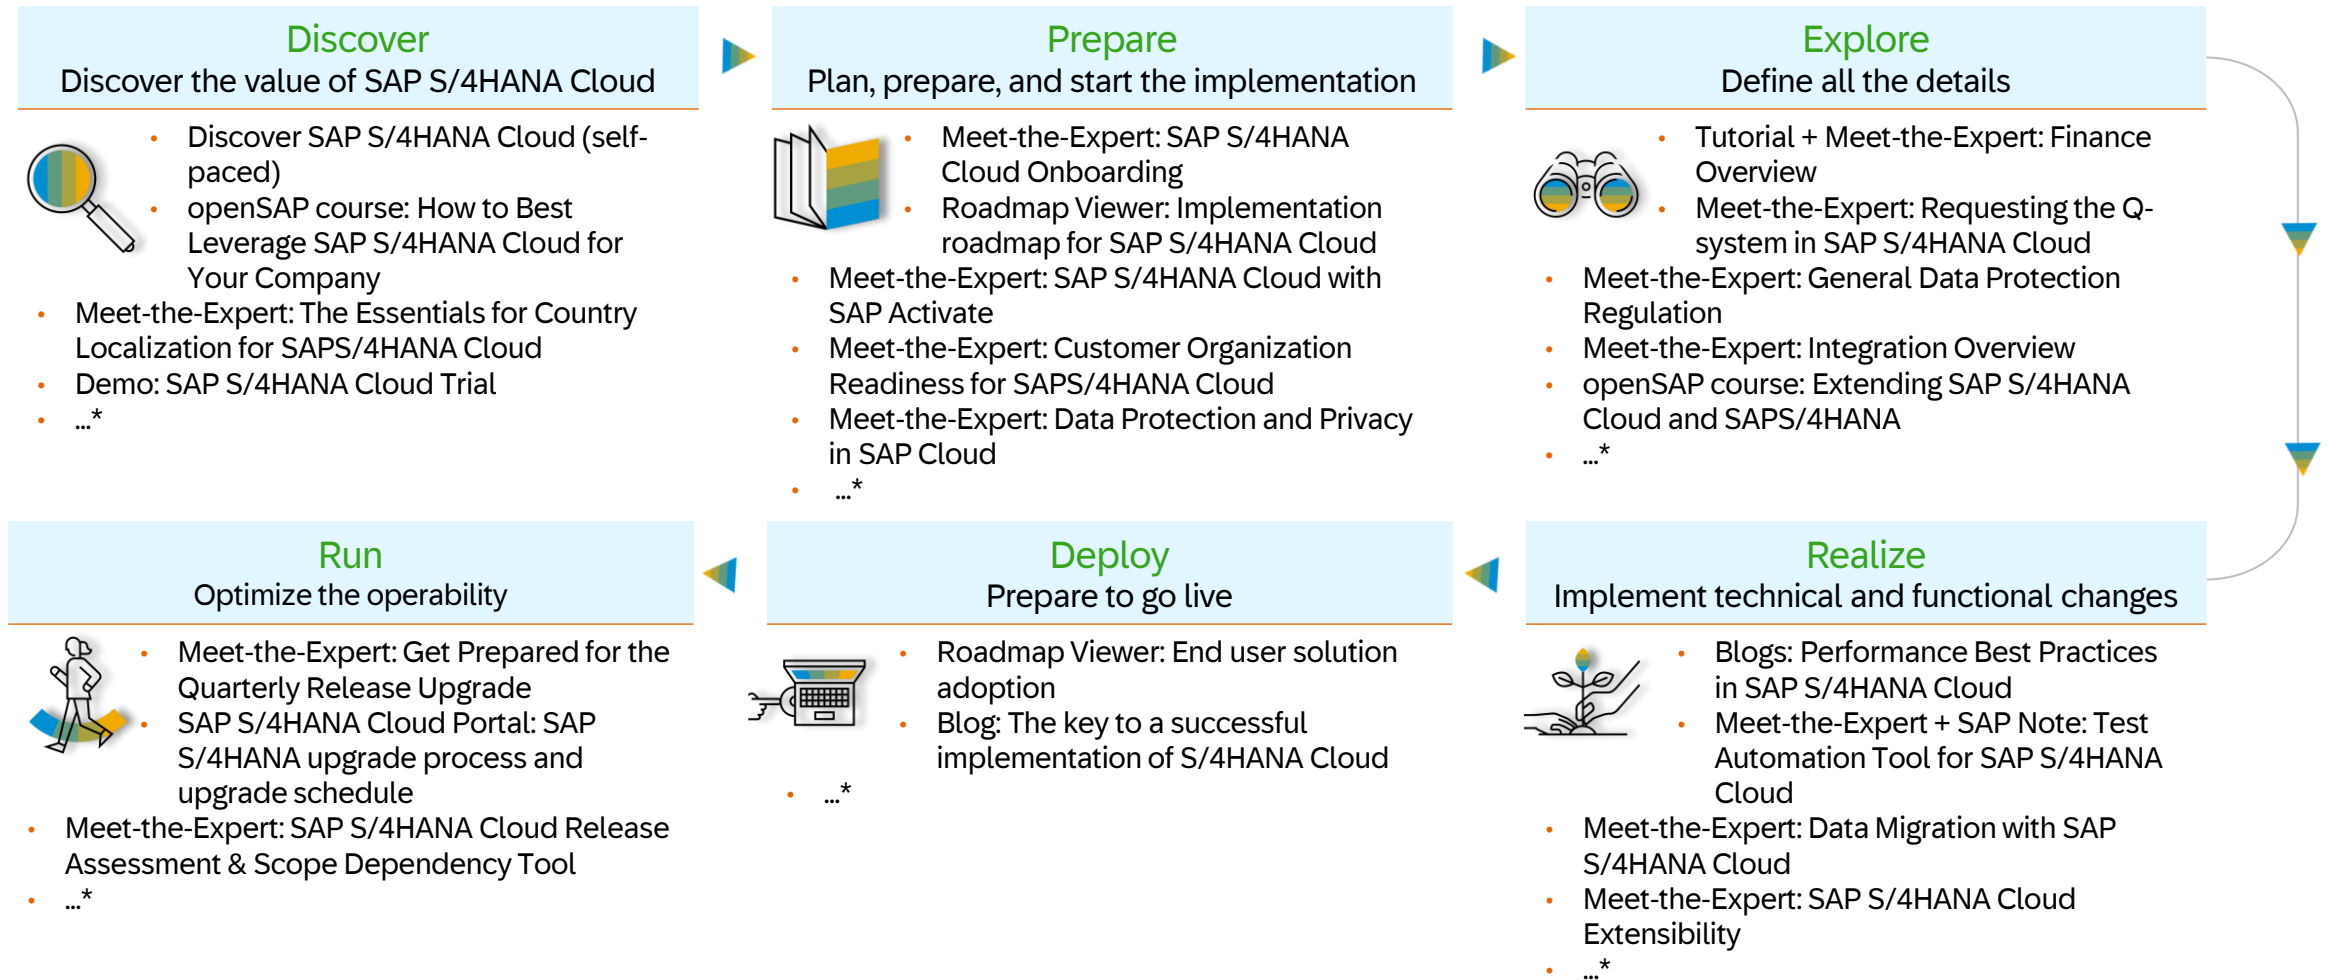 Discover
Discover the value of SAP S/4HANA Cloud
• Discover SAP S/4HANA Cloud (self-
paced)
• openSAP course: How to Best
Leverage SAP S/4HANA Cloud for
Your Company
• Meet-the-Expert: The Essentials for Country
Localization for SAPS/4HANA Cloud
• Demo: SAP S/4HANA Cloud Trial
• ...*
Prepare
Plan, prepare, and start the implementation
• Meet-the-Expert: SAP S/4HANA
Cloud Onboarding
• Roadmap Viewer: Implementation
roadmap for SAP S/4HANA Cloud
• Meet-the-Expert: SAP S/4HANA Cloud with
SAP Activate
• Meet-the-Expert: Customer Organization
Readiness for SAPS/4HANA Cloud
• Meet-the-Expert: Data Protection and Privacy
in SAP Cloud
• ...*
Explore
Define all the details
• Tutorial + Meet-the-Expert: Finance
Overview
• Meet-the-Expert: Requesting the Q-
system in SAP S/4HANA Cloud
• Meet-the-Expert: General Data Protection
Regulation
• Meet-the-Expert: Integration Overview
• openSAP course: Extending SAP S/4HANA
Cloud and SAPS/4HANA
• ...*
Run
Optimize the operability
• Meet-the-Expert: Get Prepared for the
Quarterly Release Upgrade
• SAP S/4HANA Cloud Portal: SAP
S/4HANA upgrade process and
upgrade schedule
• Meet-the-Expert: SAP S/4HANA Cloud Release
Assessment & Scope Dependency Tool
• ...*
Deploy
Prepare to go live
• Roadmap Viewer: End user solution
adoption
• Blog: The key to a successful
implementation of S/4HANA Cloud
• ...*
Realize
Implement technical and functional changes
• Blogs: Performance Best Practices
in SAP S/4HANA Cloud
• Meet-the-Expert + SAP Note: Test
Automation Tool for SAP S/4HANA
Cloud
• Meet-the-Expert: Data Migration with SAP
S/4HANA Cloud
• Meet-the-Expert: SAP S/4HANA Cloud
Extensibility
• ...*